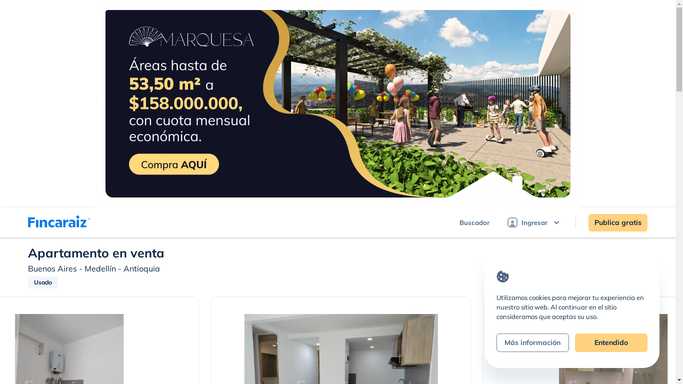 MARQUESA
Áreas hasta de
53,50 m² a
$158.000.000,
con cuota mensual
económica.
Compra AQUÍ
Fincaraiz
Buscador
Ingresar
Publica gratis
Apartamento en venta
Buenos Aires - Medellín - Antioquia
Usado
Utilizamos cookies para mejorar tu experiencia en
nuestro sitio web. Al continuar en el sitio
consideramos que aceptas su uso.
Más información
Entendido